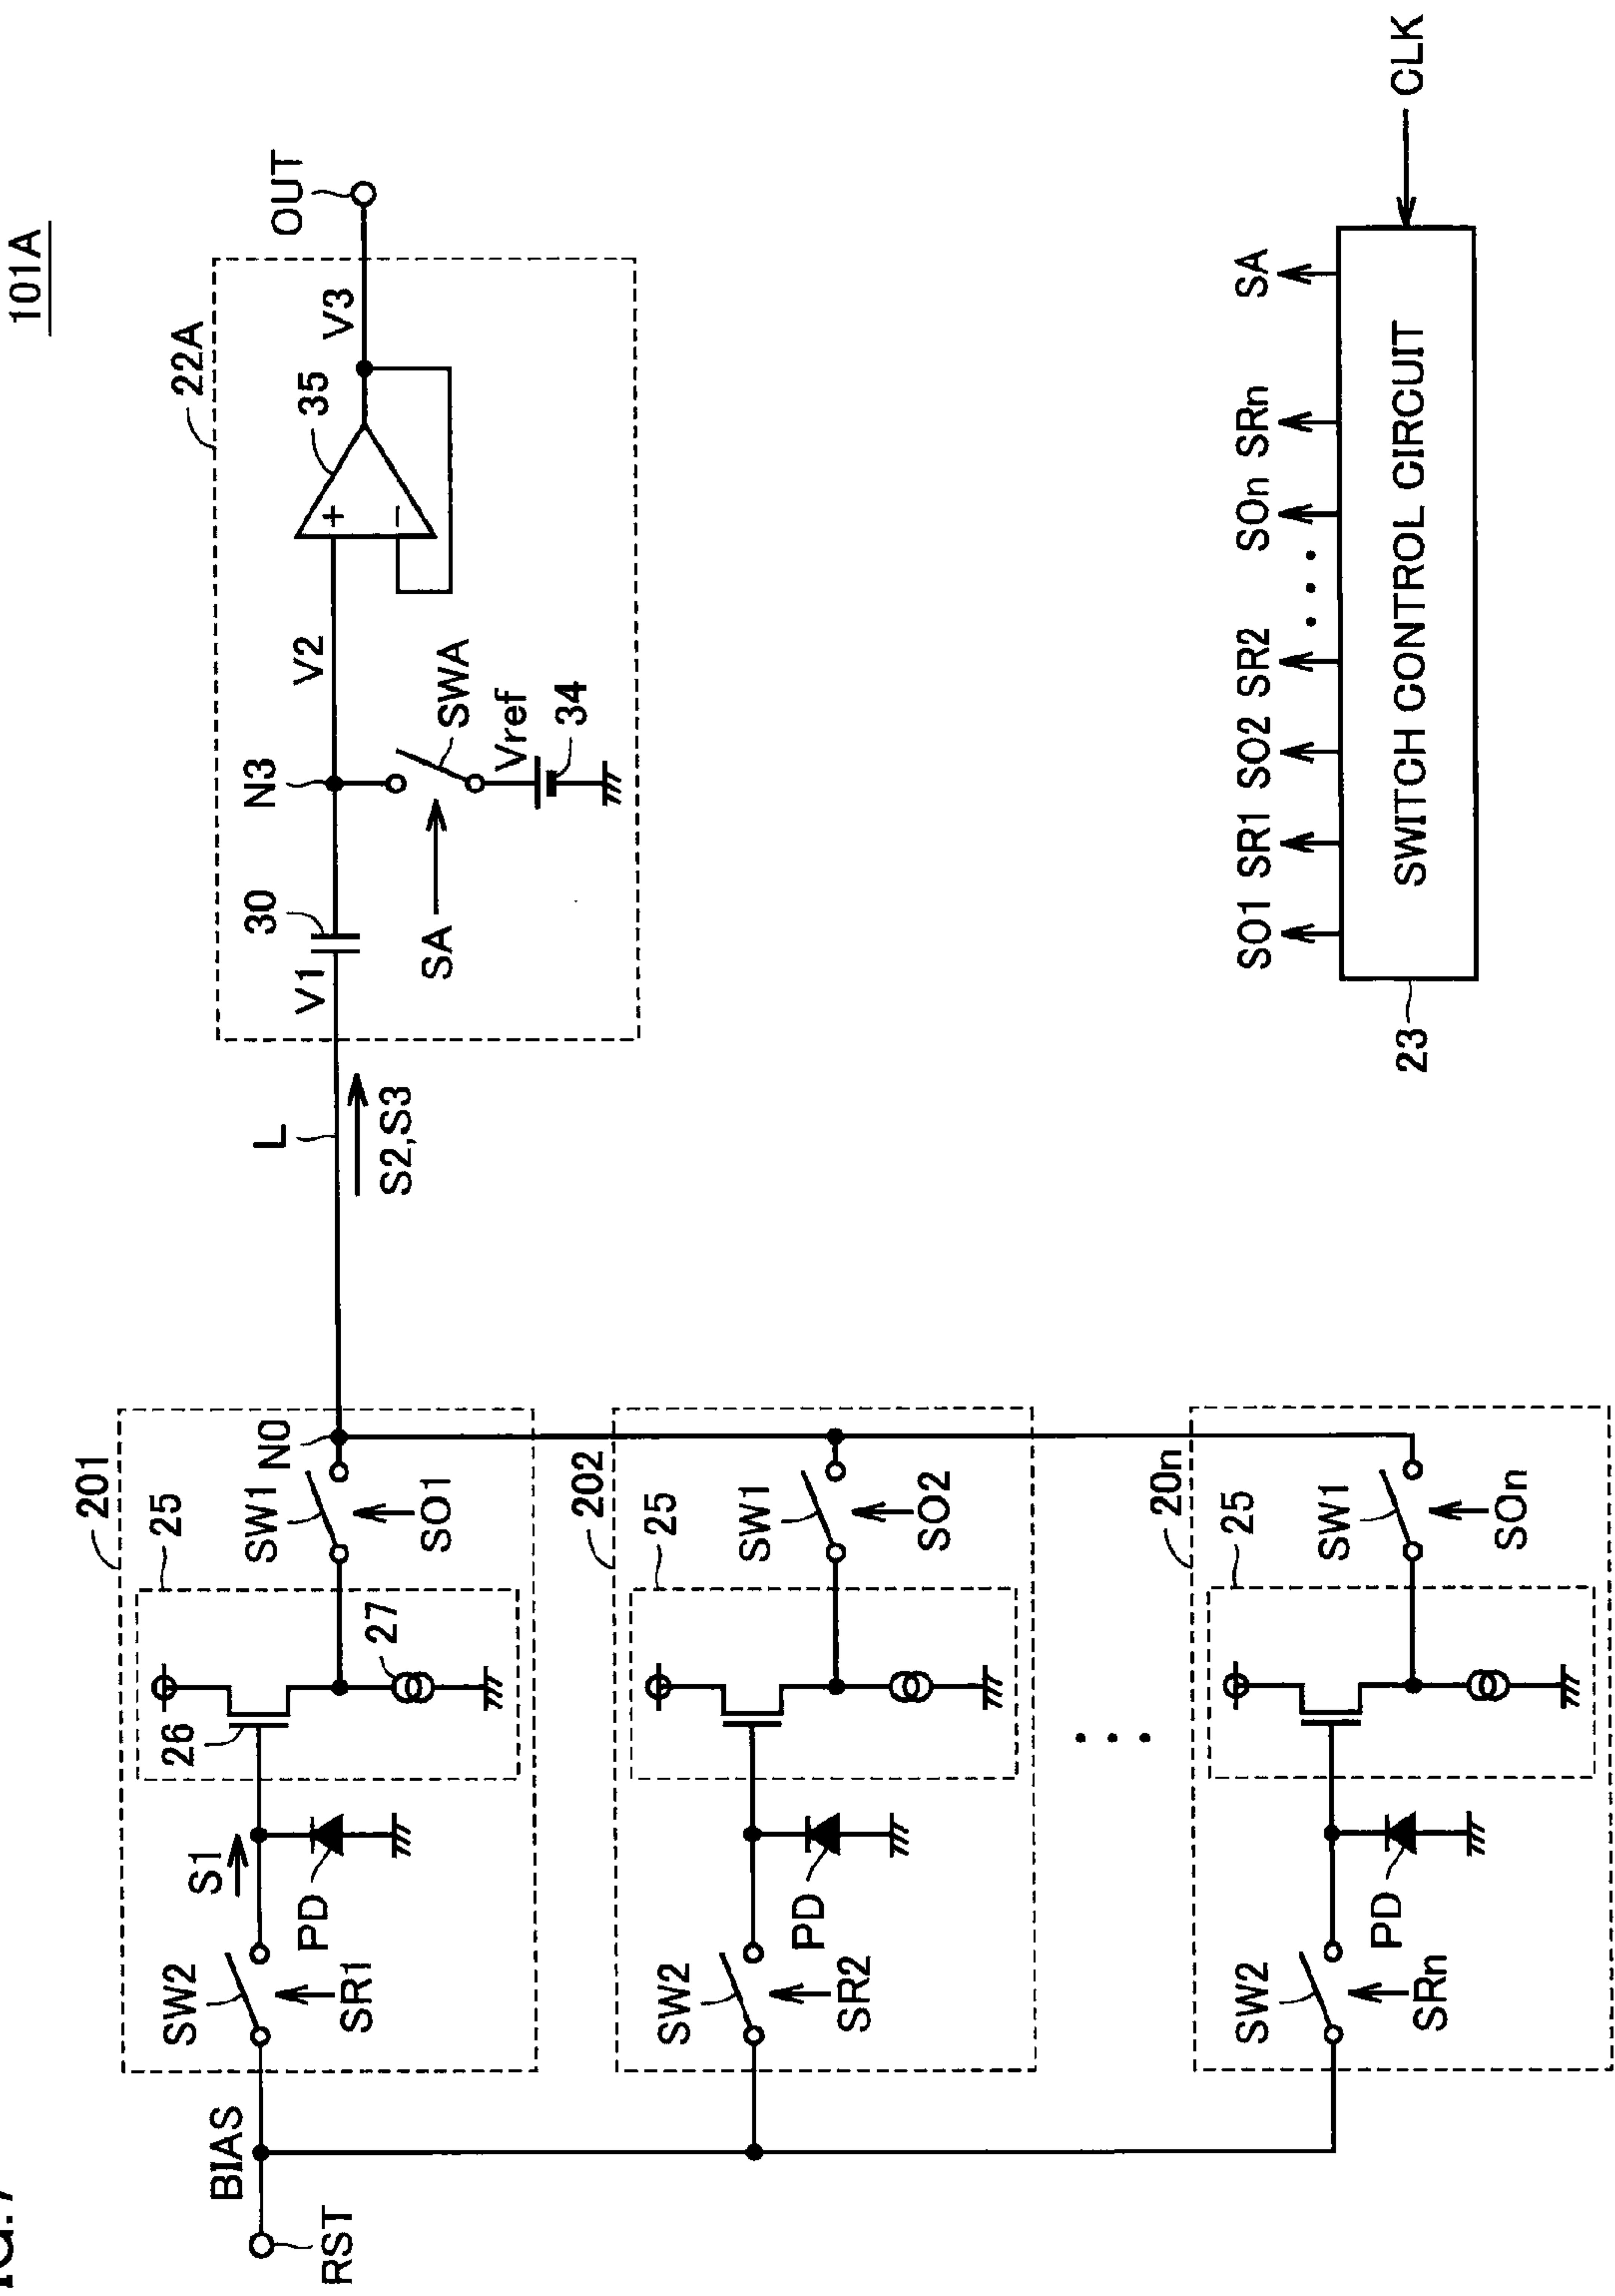 101A
22A
OUT
V3
35
+
−
V2
N3
SWA
Vref
34
30
V1
SA
L
S2,S3
201
25
N0
SW1
SO1
26
27
S1
PD
SW2
SR1
BIAS
RST
202
25
SW1
SO2
PD
SW2
SR2
. . .
20n
25
SW1
SOn
PD
SW2
SRn
SO1 SR1 SO2 SR2 . . . SOn SRn SA
SWITCH CONTROL CIRCUIT
CLK
23